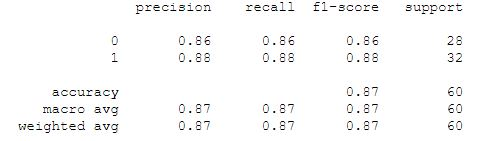 precision recall f1-score support
0 0.86 0.86 0.86 28
1 0.88 0.88 0.88 32
accuracy 0.87 60
macro avg 0.87 0.87 0.87 60
weighted avg 0.87 0.87 0.87 60